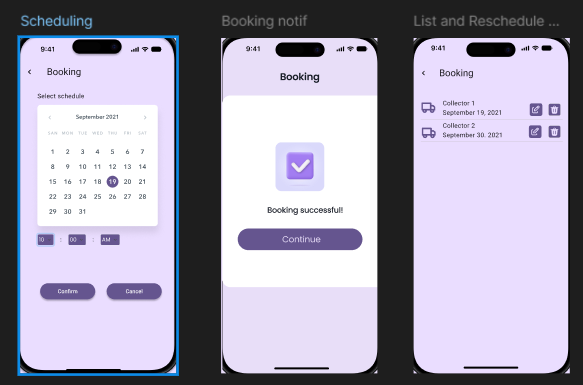 Scheduling
9:41
Booking
Select schedule
September 2021
SUN MON TUE WED THU FRI SAT
1 2 3 4 5 6 7
8 9 10 11 12 13 14
15 16 17 18 19 20 21
22 23 24 25 26 27 28
29 30 31
10 : 00 : AM
Confirm Cancel
Booking notif
9:41
Booking
Booking successful!
Continue
List and Reschedule ...
9:41
Booking
Collector 1
September 19, 2021
Collector 2
September 30. 2021